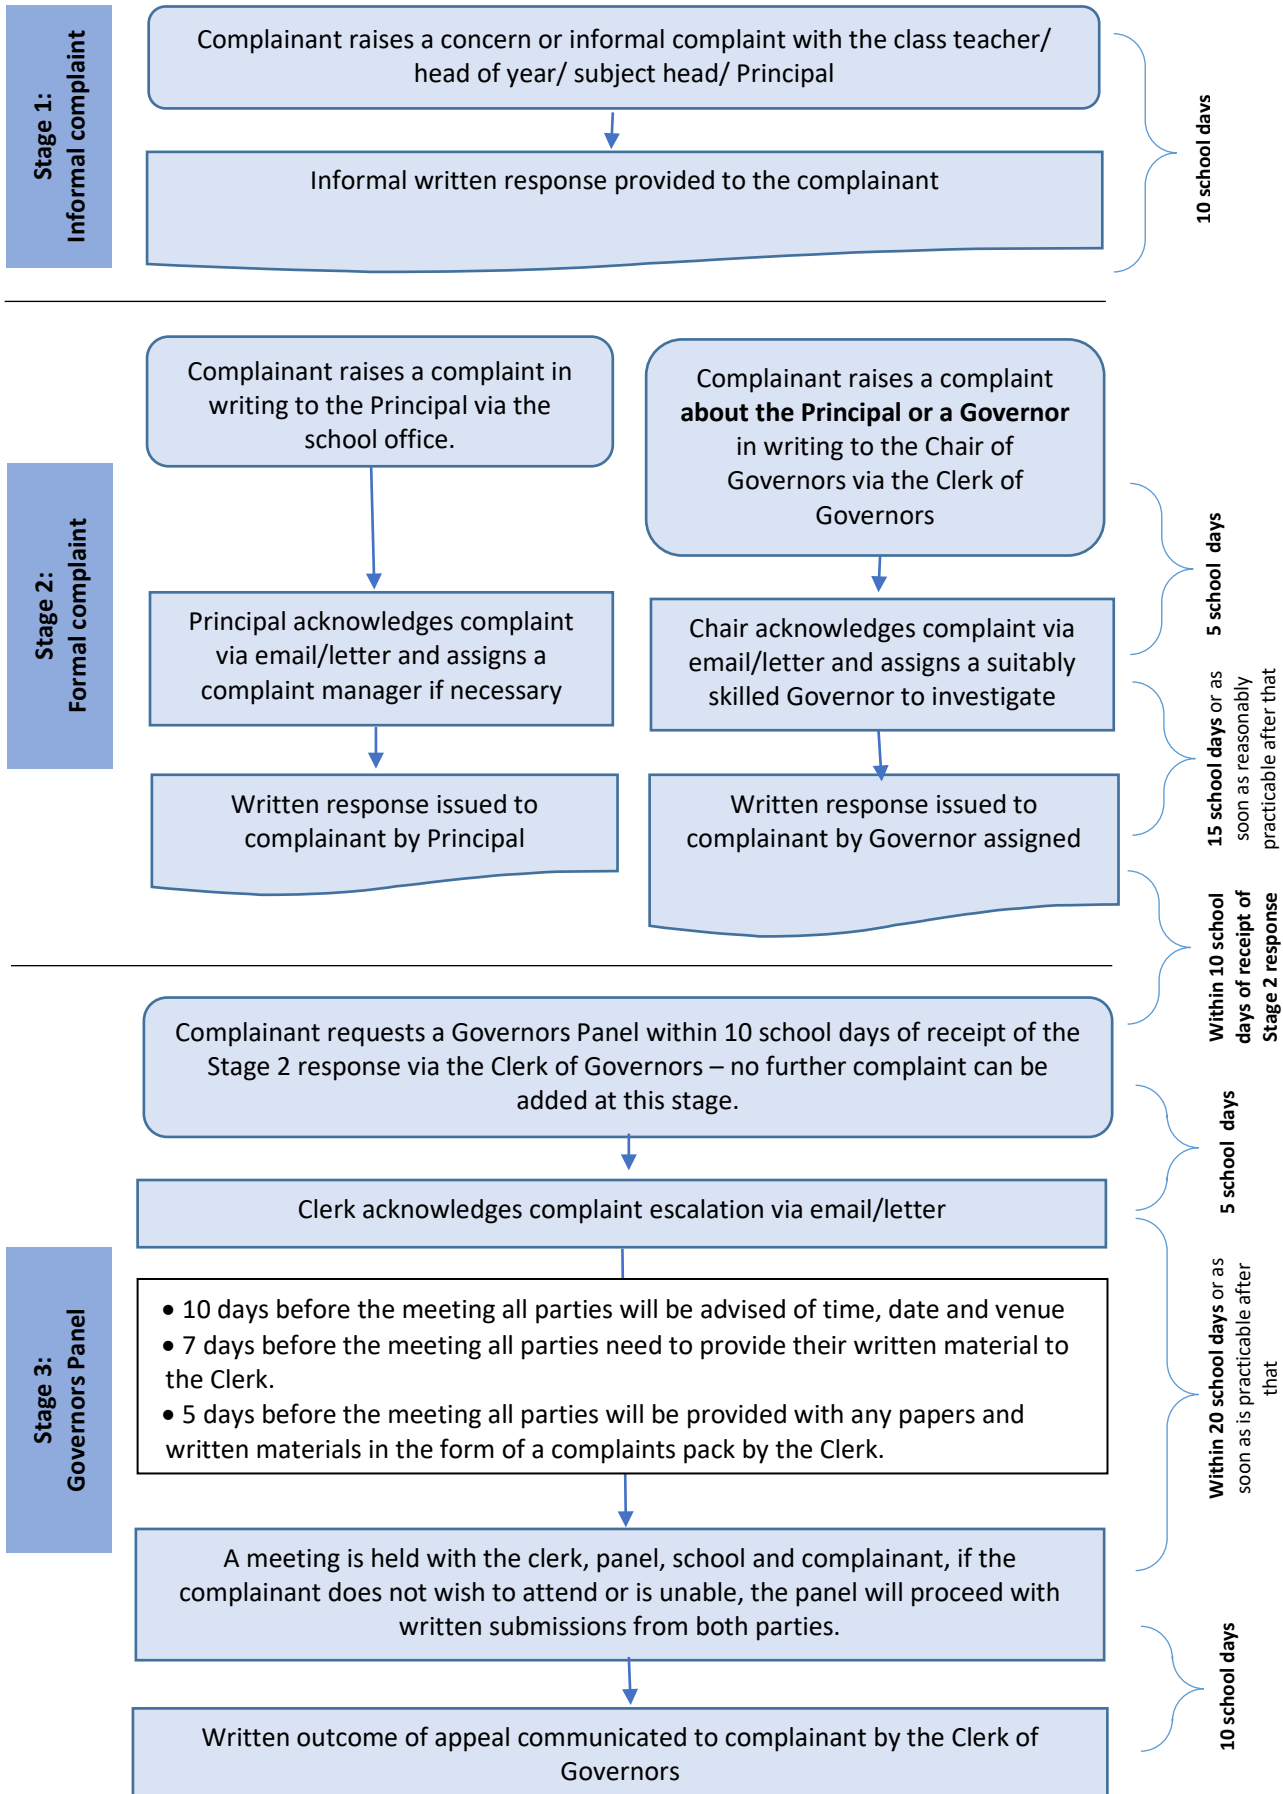 Stage 1:
Informal complaint
Complainant raises a concern or informal complaint with the class teacher/
head of year/ subject head/ Principal
Informal written response provided to the complainant
10 school days
Stage 2:
Formal complaint
Complainant raises a complaint in
writing to the Principal via the
school office.
Complainant raises a complaint
about the Principal or a Governor
in writing to the Chair of
Governors via the Clerk of
Governors
5 school days
Principal acknowledges complaint
via email/letter and assigns a
complaint manager if necessary
Chair acknowledges complaint via
email/letter and assigns a suitably
skilled Governor to investigate
15 school days or as
soon as reasonably
practicable after that
Written response issued to
complainant by Principal
Written response issued to
complainant by Governor assigned
Within 10 school
days of receipt of
Stage 2 response
Stage 3:
Governors Panel
Complainant requests a Governors Panel within 10 school days of receipt of the
Stage 2 response via the Clerk of Governors – no further complaint can be
added at this stage.
5 school days
Clerk acknowledges complaint escalation via email/letter
• 10 days before the meeting all parties will be advised of time, date and venue
• 7 days before the meeting all parties need to provide their written material to
the Clerk.
• 5 days before the meeting all parties will be provided with any papers and
written materials in the form of a complaints pack by the Clerk.
Within 20 school days or as
soon as is practicable after
that
A meeting is held with the clerk, panel, school and complainant, if the
complainant does not wish to attend or is unable, the panel will proceed with
written submissions from both parties.
10 school days
Written outcome of appeal communicated to complainant by the Clerk of
Governors